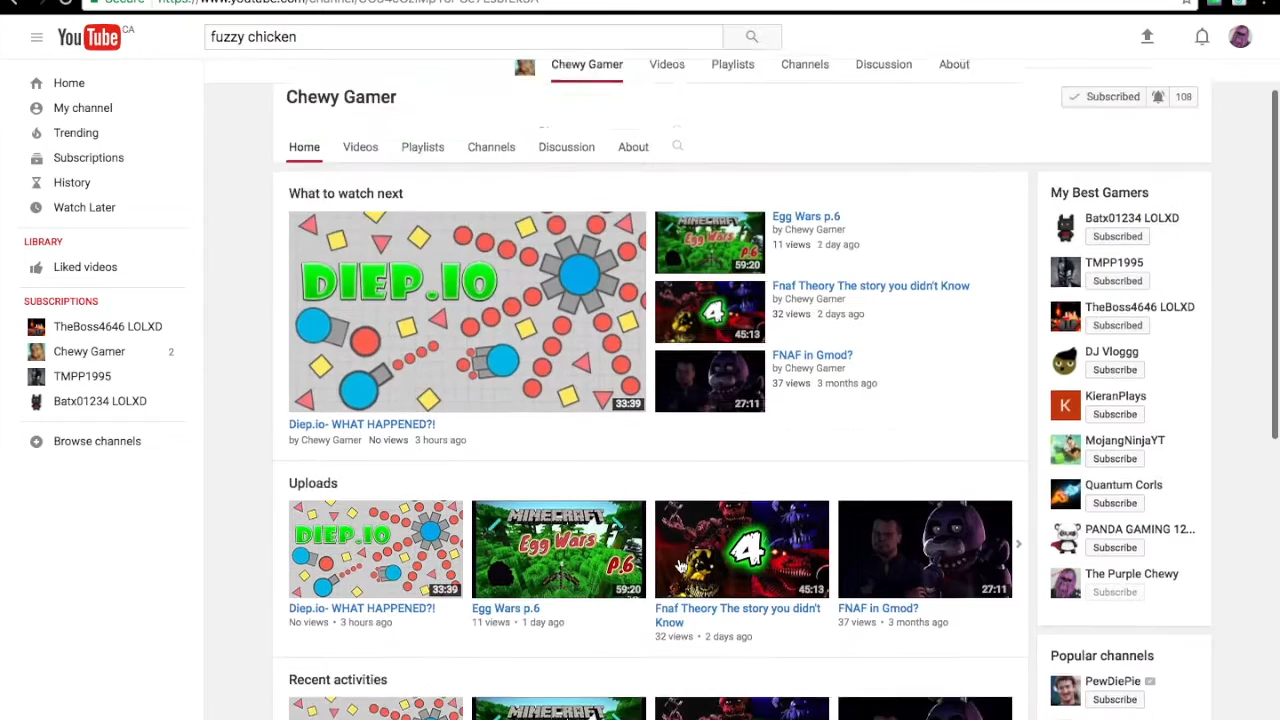 Secure
YouTube CA
fuzzy chicken
Chewy Gamer Videos Playlists Channels Discussion About
Home
My channel
Trending
Subscriptions
History
Watch Later
LIBRARY
Liked videos
SUBSCRIPTIONS
TheBoss4646 LOLXD
Chewy Gamer 2
TMPP1995
Batx01234 LOLXD
Browse channels
Chewy Gamer
Subscribed 108
Home Videos Playlists Channels Discussion About
What to watch next
DIEP.IO
33:39
Diep.io- WHAT HAPPENED?!
by Chewy Gamer No views 3 hours ago
MINECRAFT
Egg Wars
P.6
59:20
Egg Wars p.6
by Chewy Gamer
11 views 2 day ago
4
45:13
Fnaf Theory The story you didn't Know
by Chewy Gamer
32 views 2 days ago
27:11
FNAF in Gmod?
by Chewy Gamer
37 views 3 months ago
Uploads
DIEP.IO
33:39
Diep.io- WHAT HAPPENED?!
No views • 3 hours ago
MINECRAFT
Egg Wars
P.6
59:20
Egg Wars p.6
11 views • 1 day ago
4
45:13
Fnaf Theory The story you didn't
Know
32 views • 2 days ago
27:11
FNAF in Gmod?
37 views • 3 months ago
Recent activities
MINECRAFT
My Best Gamers
Batx01234 LOLXD
Subscribed
TMPP1995
Subscribed
TheBoss4646 LOLXD
Subscribed
DJ Vloggg
Subscribe
K
KieranPlays
Subscribe
MojangNinjaYT
Subscribe
Quantum Corls
Subscribe
PANDA GAMING 12...
Subscribe
The Purple Chewy
Subscribe
Popular channels
PewDiePie
Subscribe